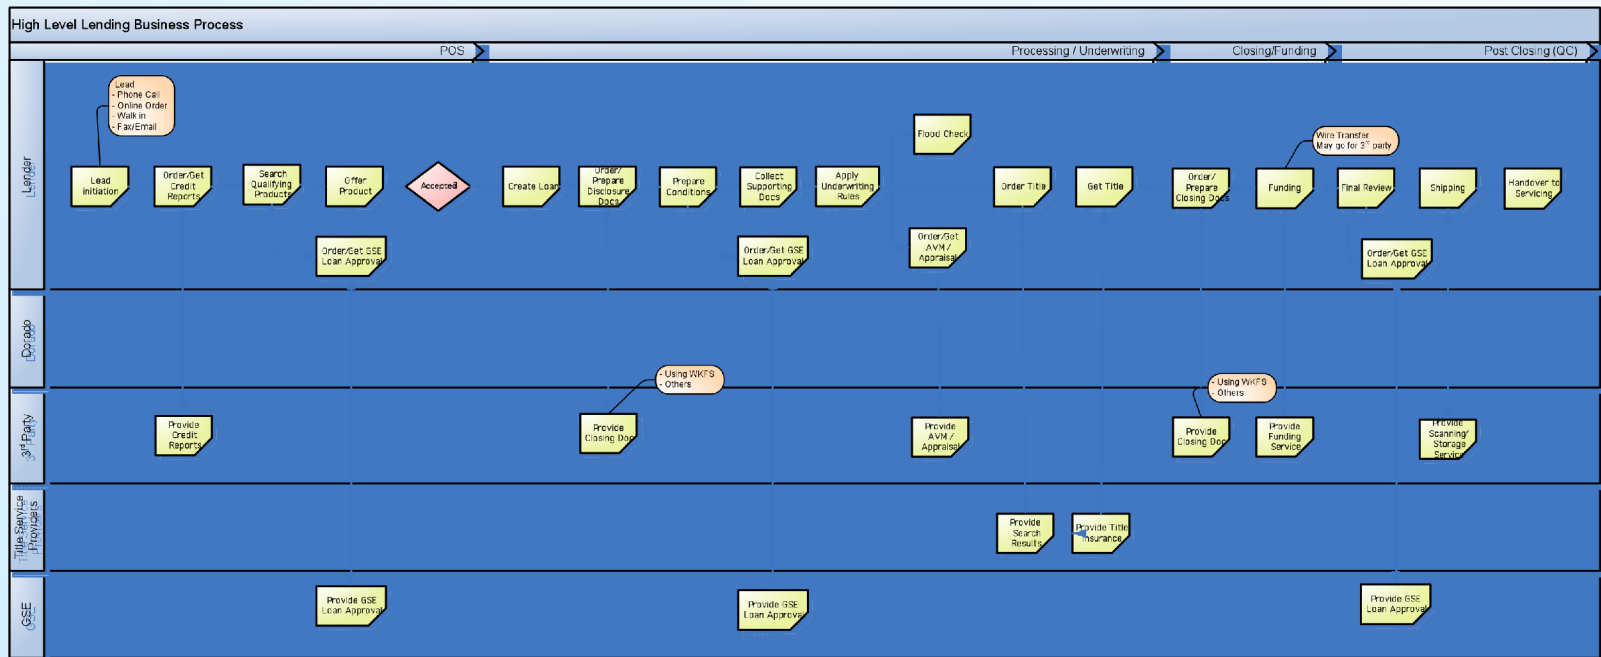 High Level Lending Business Process
POS
Processing / Underwriting
Closing/Funding
Post Closing (QC)
Lender
Lead
- Phone Call
- Online Order
- Walk in
- Fax/Email
Lead
initiation
Order/Get
Credit
Reports
Search
Qualifying
Products
Offer
Product
Accepted
Create Loan
Order/
Prepare
Disclosure
Docs
Prepare
Conditions
Collect
Supporting
Docs
Apply
Underwriting
Rules
Flood Check
Order Title
Get Title
Order/
Prepare
Closing Docs
Wire Transfer
May go for 3rd party
Funding
Final Review
Shipping
Handover to
Servicing
Order/Get GSE
Loan Approval
Order/Get GSE
Loan Approval
Order/Get
AVM /
Appraisal
Order/Get GSE
Loan Approval
Dorado
3rd Party
- Using WKFS
- Others
- Using WKFS
- Others
Provide
Credit
Reports
Provide
Closing Doc
Provide
AVM /
Appraisal
Provide
Closing Doc
Provide
Funding
Service
Provide
Scanning/
Storage
Service
Title Service
Providers
Provide
Search
Results
Provide Title
Insurance
GSE
Provide GSE
Loan Approval
Provide GSE
Loan Approval
Provide GSE
Loan Approval